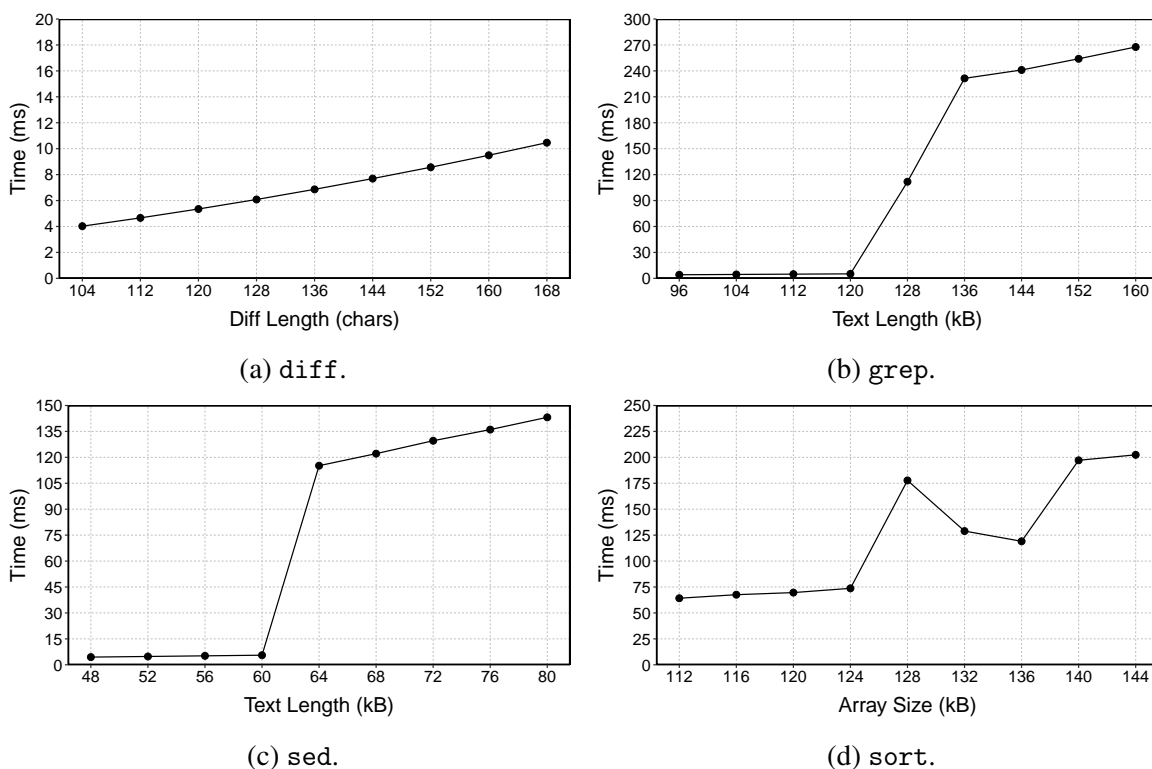 20
18
16
14
12
10
8
6
4
2
0
Time (ms)
104 112 120 128 136 144 152 160 168
Diff Length (chars)
(a) diff.
300
270
240
210
180
150
120
90
60
30
0
Time (ms)
96 104 112 120 128 136 144 152 160
Text Length (kB)
(b) grep.
150
135
120
105
90
75
60
45
30
15
0
Time (ms)
48 52 56 60 64 68 72 76 80
Text Length (kB)
(c) sed.
250
225
200
175
150
125
100
75
50
25
0
Time (ms)
112 116 120 124 128 132 136 140 144
Array Size (kB)
(d) sort.